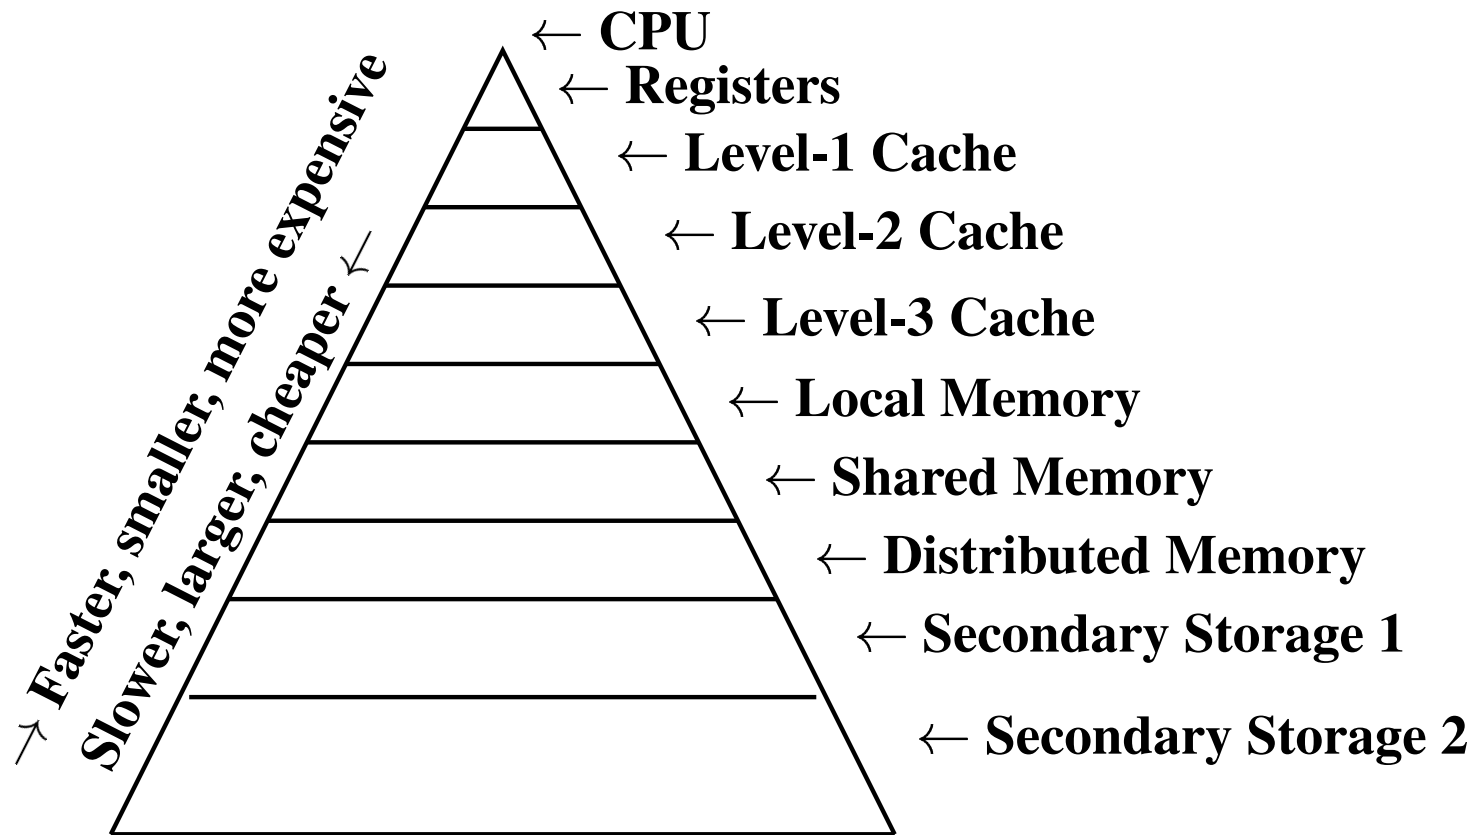 ← CPU
← Registers
← Level-1 Cache
← Level-2 Cache
← Level-3 Cache
← Local Memory
← Shared Memory
← Distributed Memory
← Secondary Storage 1
← Secondary Storage 2
→ Faster, smaller, more expensive
Slower, larger, cheaper ←